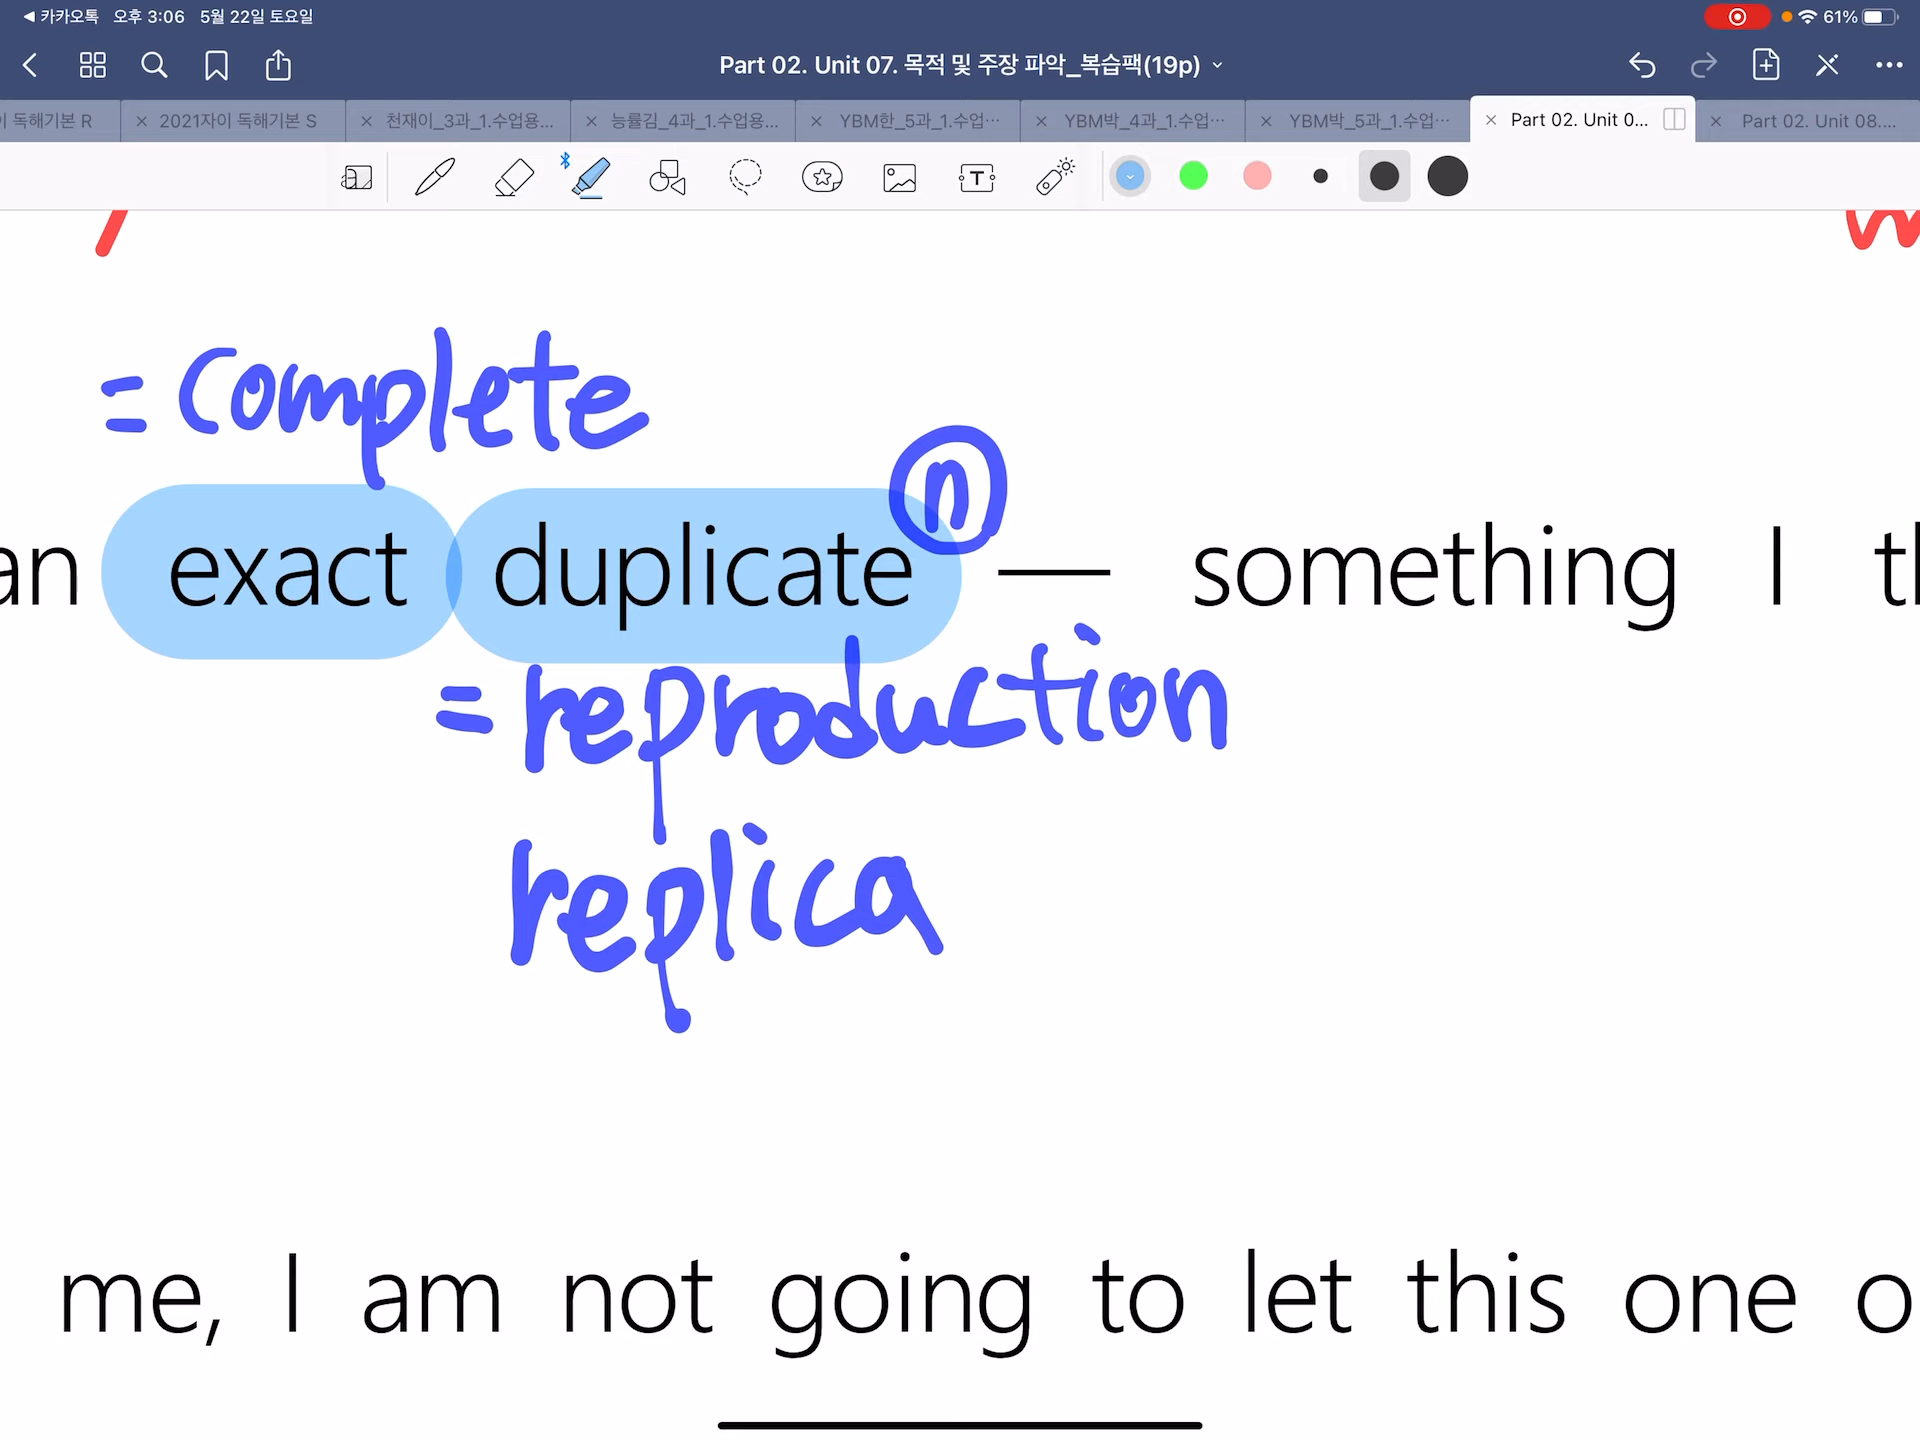 ◀ 카카오톡 오후 3:06 5월 22일 토요일 61%
Part 02. Unit 07. 목적 및 주장 파악_복습팩(19p)
독해기본 R × 2021자이 독해기본 S × 천재이_3과_1.수업용... × 능률김_4과_1.수업용... × YBM한_5과_1.수업... × YBM박_4과_1.수업... × YBM박_5과_1.수업... × Part 02. Unit 0... × Part 02. Unit 08....
= complete
n
an exact duplicate — something I th
= reproduction
replica
me, I am not going to let this one o